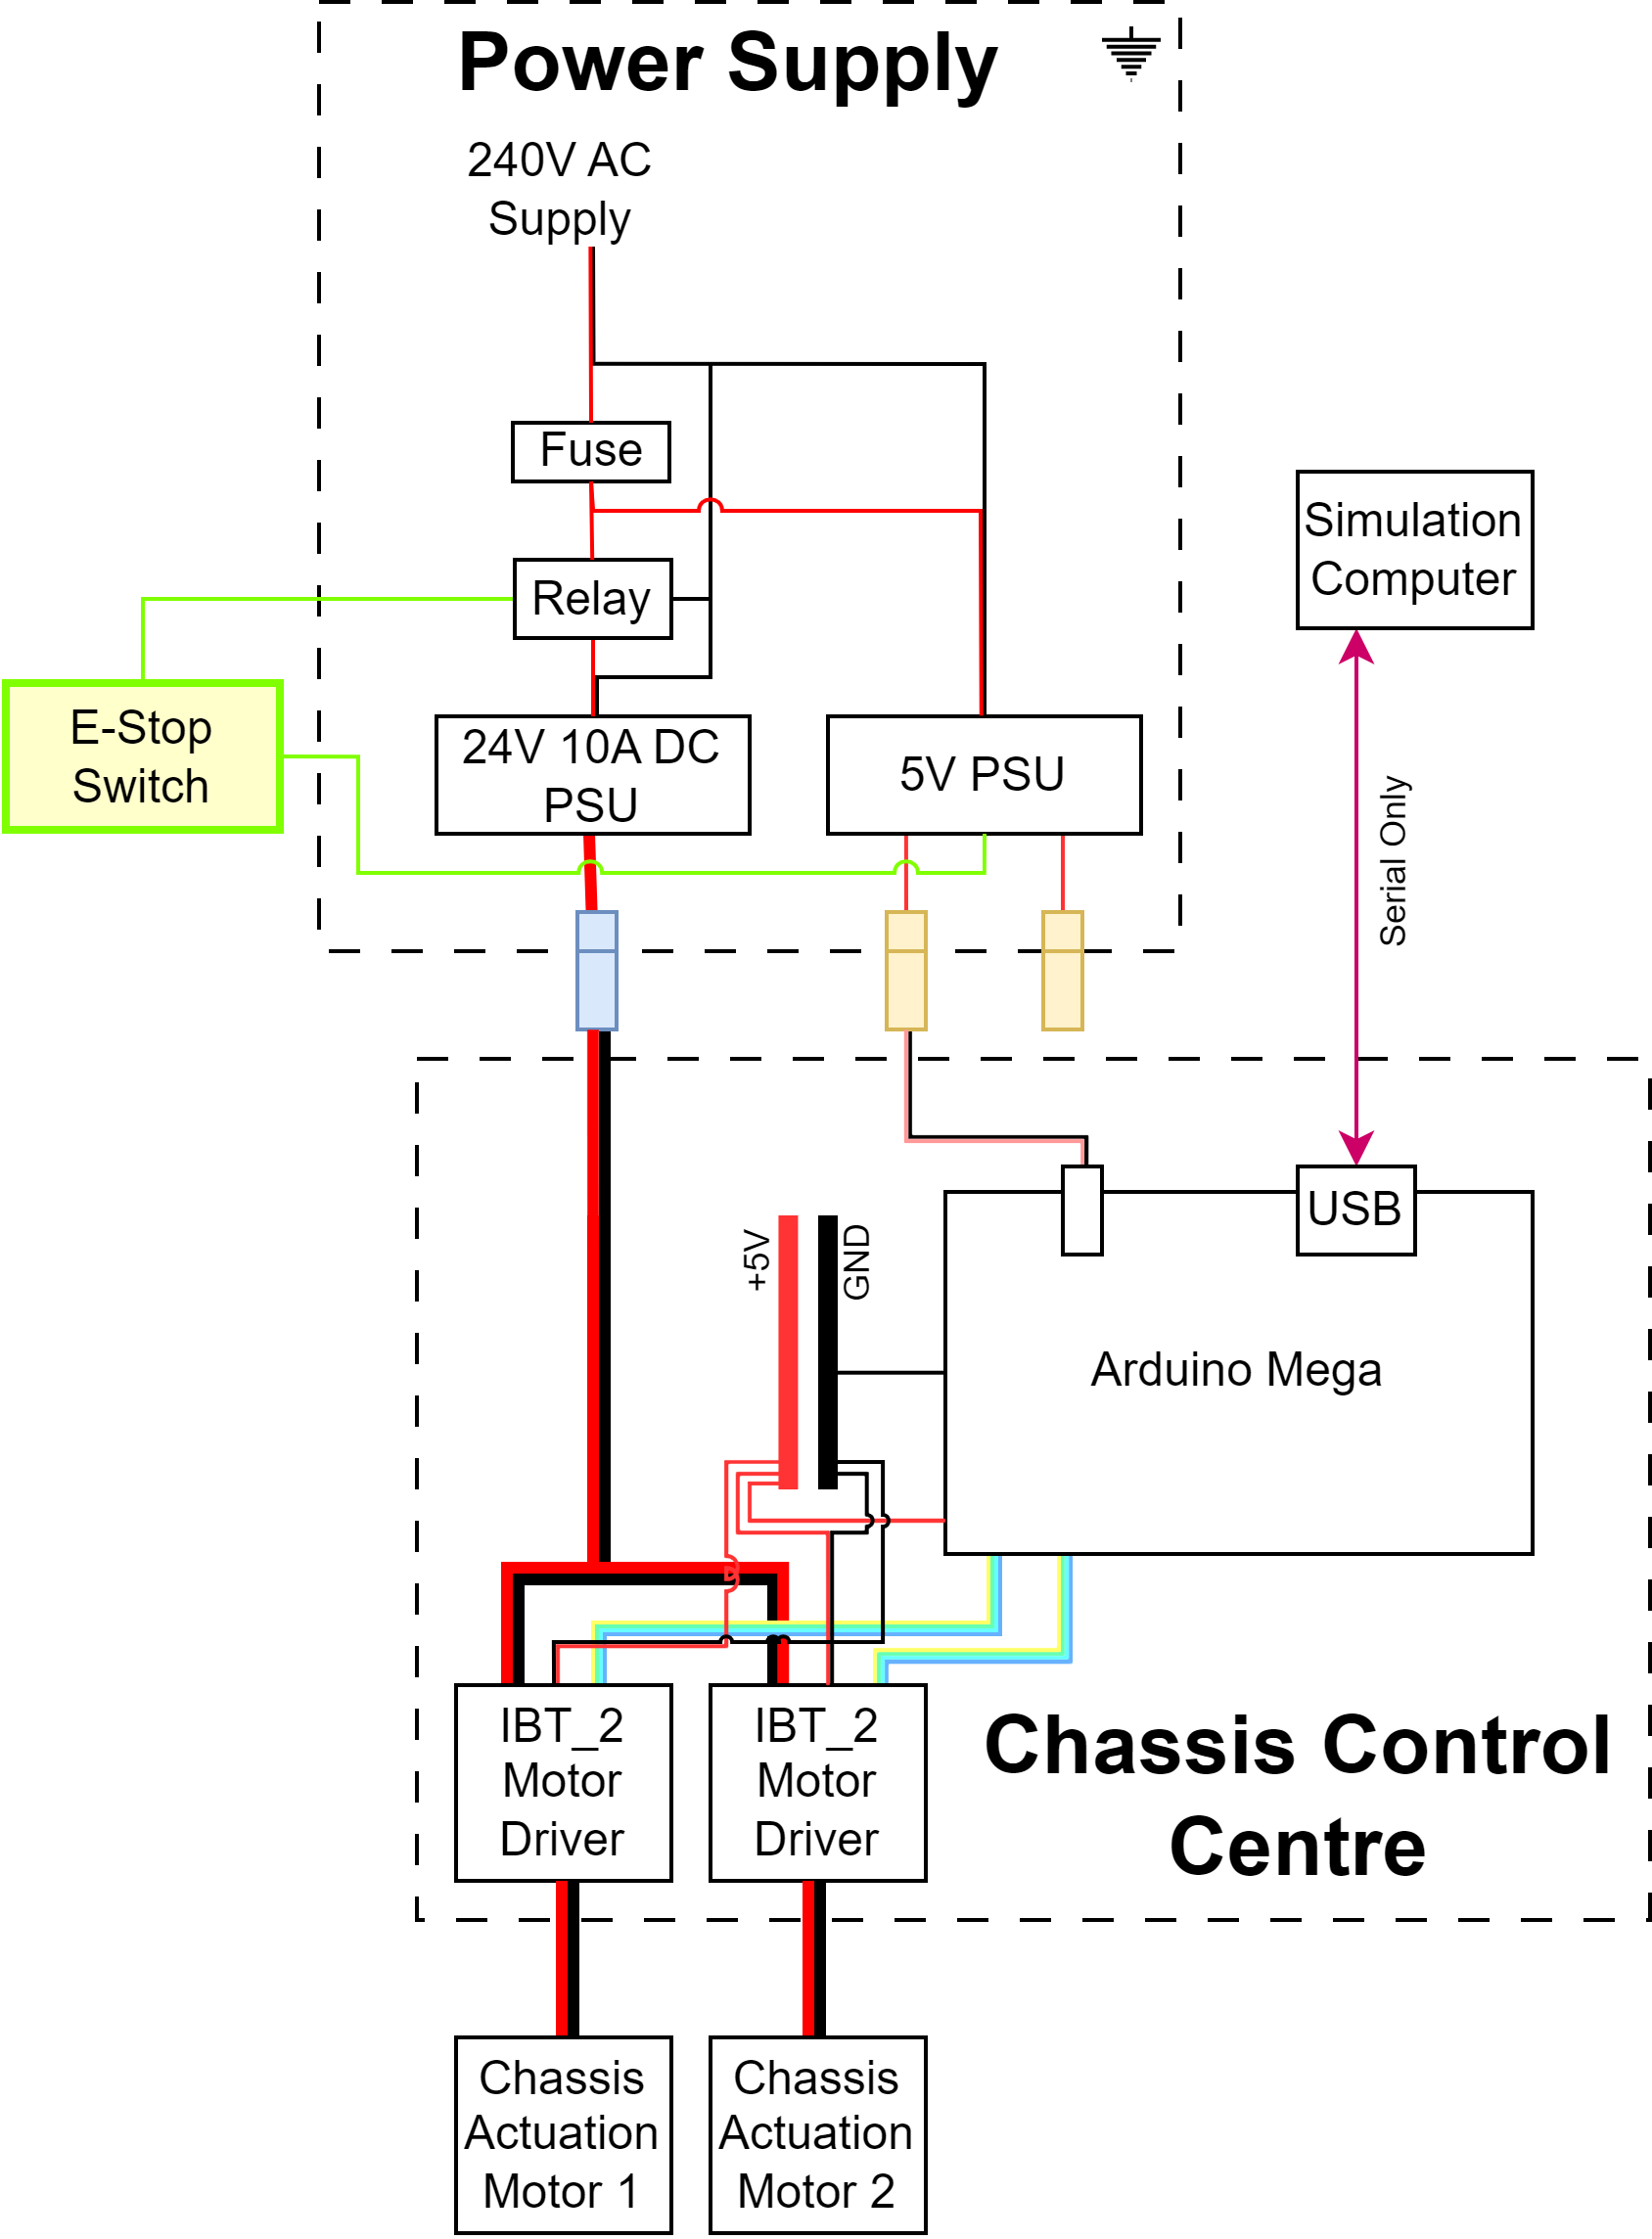 Power Supply
240V AC
Supply
Fuse
Relay
Simulation
Computer
E-Stop
Switch
24V 10A DC
PSU
5V PSU
Serial Only
+5V
GND
USB
Arduino Mega
IBT_2
Motor
Driver
IBT_2
Motor
Driver
Chassis Control
Centre
Chassis
Actuation
Motor 1
Chassis
Actuation
Motor 2